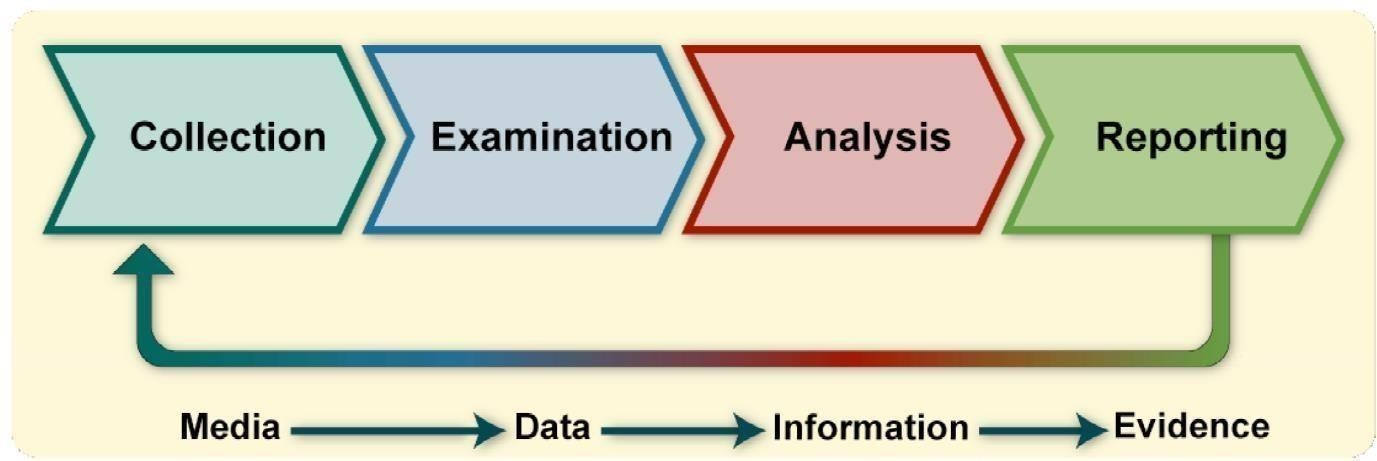 Collection Examination Analysis Reporting
Media Data Information Evidence